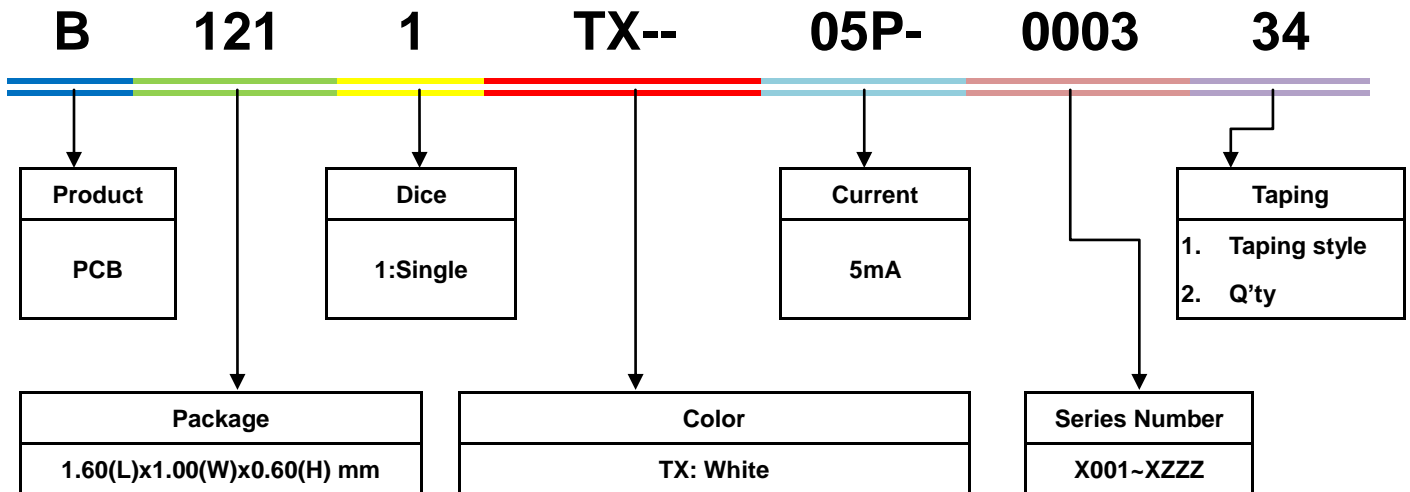 B 121 1 TX-- 05P- 0003 34
Product
PCB
Dice
1:Single
Current
5mA
Taping
1. Taping style
2. Q’ty
Package
1.60(L)x1.00(W)x0.60(H) mm
Color
TX: White
Series Number
X001~XZZZ